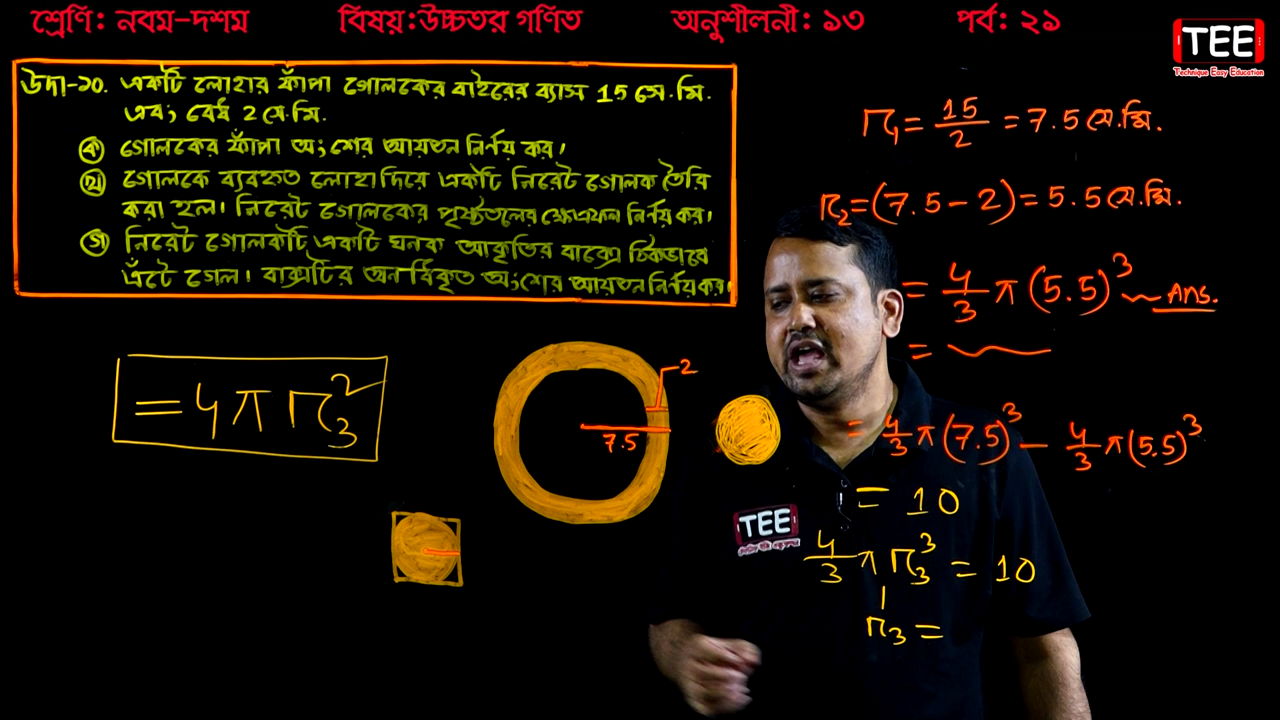 শ্রেণি: নবম-দশম বিষয়:উচ্চতর গণিত অনুশীলনী: ১৩ পর্ব: ২১
TEE
Technique Easy Education
উদা-১০. একটি লোহার ফাঁপা গোলকের বাইরের ব্যাস 15 সে.মি.
এবং বেধ 2 সে.মি.
ক গোলকের ফাঁপা অংশের আয়তন নির্ণয় কর।
খ গোলকে ব্যবহৃত লোহা দিয়ে একটি নিরেট গোলক তৈরি
করা হল। নিরেট গোলকের পৃষ্ঠতলের ক্ষেত্রফল নির্ণয় কর।
গ নিরেট গোলকটি একটি ঘনক আকৃতির বাক্সে ঠিকভাবে
এঁটে গেল। বাক্সটির অনধিকৃত অংশের আয়তন নির্ণয় কর।
r₁ = 15/2 = 7.5 সে.মি.
r₂ = (7.5 - 2) = 5.5 সে.মি.
= 4/3 π (5.5)³ Ans.
=
= 4πr₃²
2
7.5
= 4/3 π (7.5)³ - 4/3 π (5.5)³
= 10
TEE
4/3 π r₃³ = 10
r₃ =